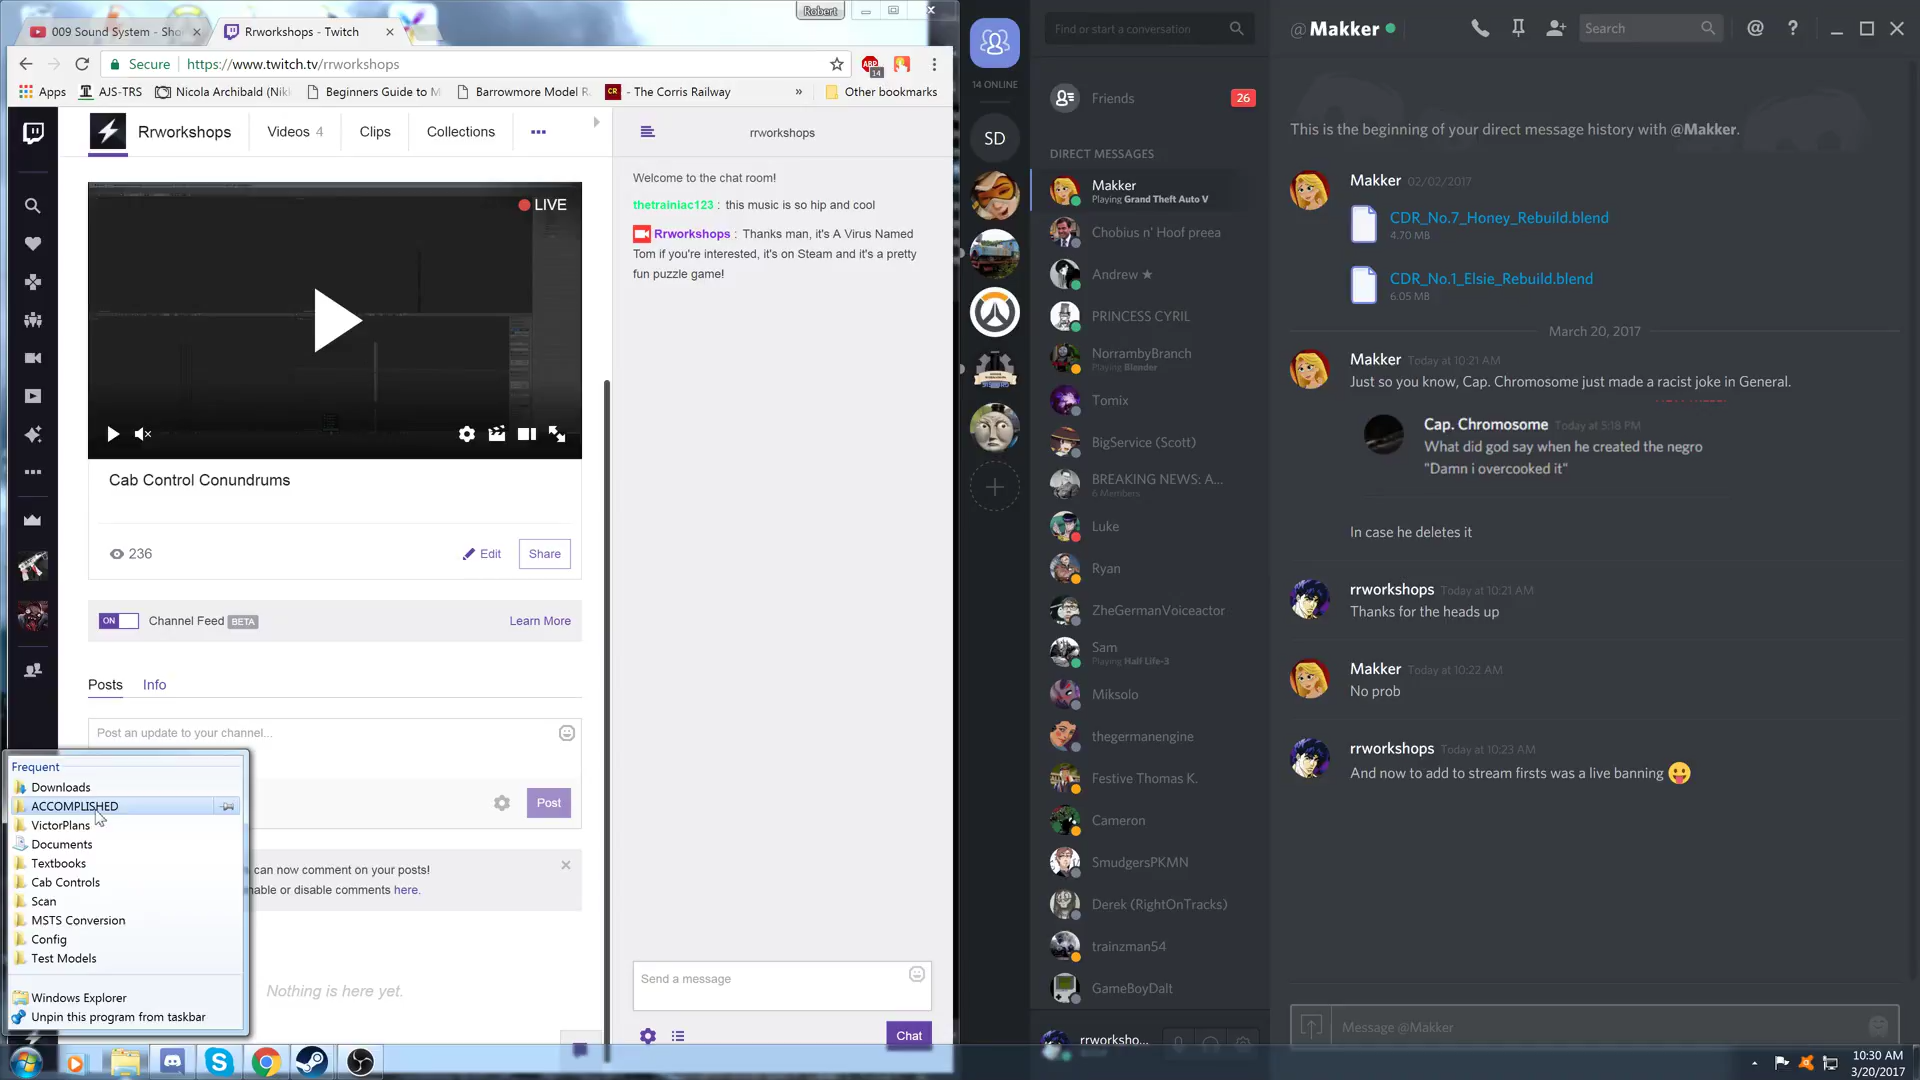 009 Sound System - Sho
Rrworkshops - Twitch
Robert
Secure
https://www.twitch.tv/rrworkshops
ABP
14
Apps
AJS-TRS
Nicola Archibald (Nik
Beginners Guide to M
Barrowmore Model R
CR
- The Corris Railway
»
Other bookmarks
Rrworkshops
Videos 4
Clips
Collections
rrworkshops
LIVE
Cab Control Conundrums
236
Edit
Share
ON
Channel Feed BETA
Learn More
Posts
Info
Post an update to your channel...
Post
can now comment on your posts!
nable or disable comments here.
Nothing is here yet.
Welcome to the chat room!
thetrainiac123 : this music is so hip and cool
Rrworkshops : Thanks man, it's A Virus Named
Tom if you're interested, it's on Steam and it's a pretty
fun puzzle game!
Send a message
Chat
Frequent
Downloads
ACCOMPLISHED
VictorPlans
Documents
Textbooks
Cab Controls
Scan
MSTS Conversion
Config
Test Models
Windows Explorer
Unpin this program from taskbar
14 ONLINE
SD
Find or start a conversation
Friends
26
DIRECT MESSAGES
Makker
Playing Grand Theft Auto V
Chobius n' Hoof preea
Andrew ★
PRINCESS CYRIL
NorrambyBranch
Playing Blender
Tomix
BigService (Scott)
BREAKING NEWS: A...
6 Members
Luke
Ryan
ZheGermanVoiceactor
Sam
Playing Half Life-3
Miksolo
thegermanengine
Festive Thomas K.
Cameron
SmudgersPKMN
Derek (RightOnTracks)
trainzman54
GameBoyDalt
rrworksho...
@Makker
Search
@
?
This is the beginning of your direct message history with @Makker.
Makker 02/02/2017
CDR_No.7_Honey_Rebuild.blend
4.70 MB
CDR_No.1_Elsie_Rebuild.blend
6.05 MB
March 20, 2017
Makker Today at 10:21 AM
Just so you know, Cap. Chromosome just made a racist joke in General.
Cap. Chromosome Today at 5:18 PM
What did god say when he created the negro
"Damn i overcooked it"
In case he deletes it
rrworkshops Today at 10:21 AM
Thanks for the heads up
Makker Today at 10:22 AM
No prob
rrworkshops Today at 10:23 AM
And now to add to stream firsts was a live banning 😛
Message @Makker
10:30 AM
3/20/2017